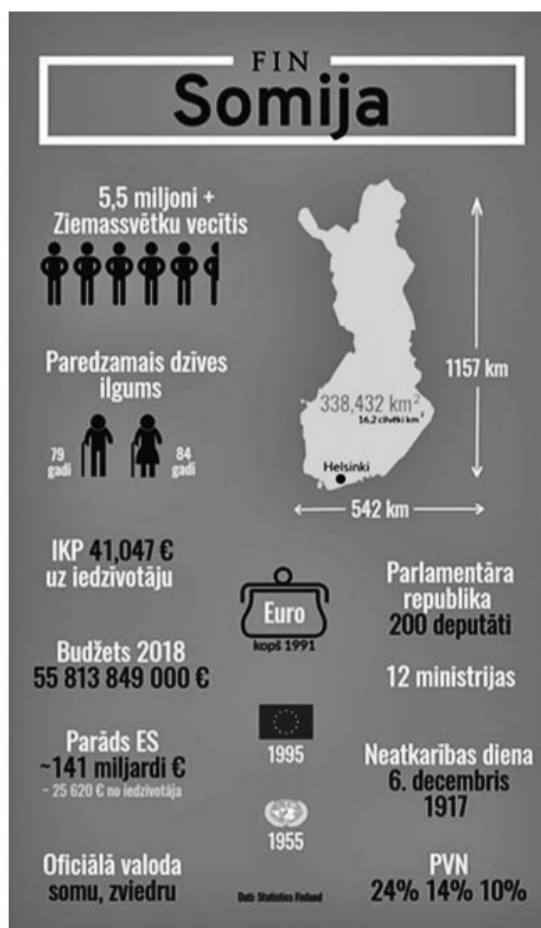 FIN
Somija
5,5 miljoni +
Ziemassvētku vecītis
1157 km
Paredzamais dzīves
ilgums
338,432 km²
16,2 cilvēki km²
79
gadi
84
gadi
Helsinki
542 km
IKP 41,047 €
uz iedzīvotāju
Euro
kopš 1991
Parlamentāra
republika
200 deputāti
Budžets 2018
55 813 849 000 €
12 ministrijas
Parāds ES
~141 miljardi €
~ 25 620 € no iedzīvotāja
1995
Neatkarības diena
6. decembris
1917
1955
Oficiālā valoda
somu, zviedru
Dati: Statistics Finland
PVN
24% 14% 10%